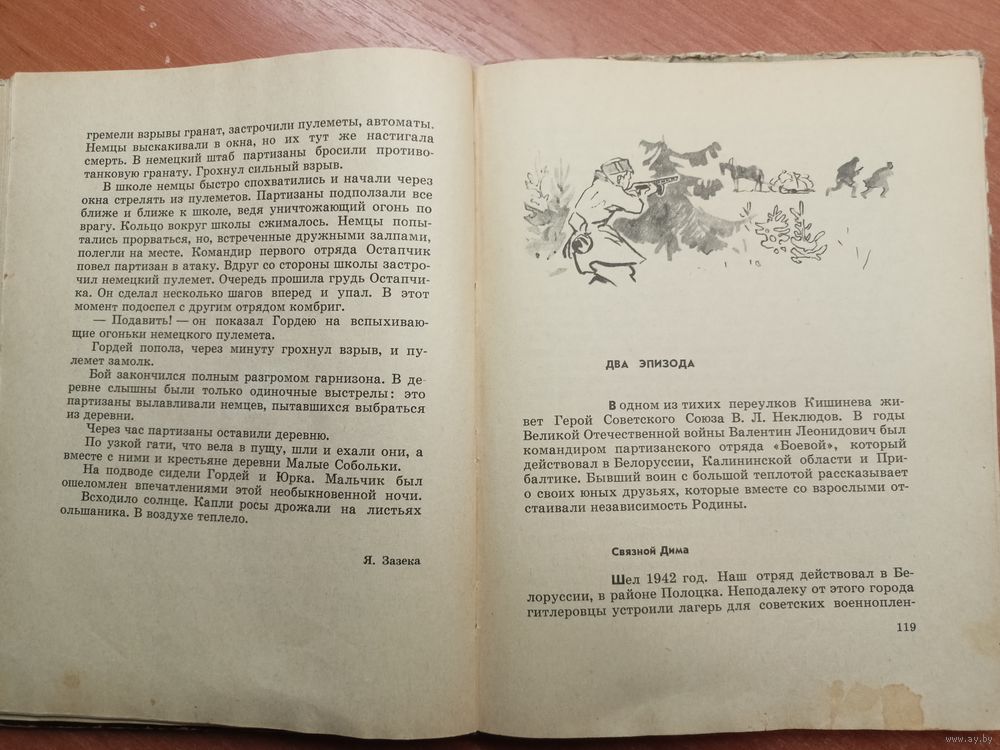 гремели взрывы гранат, застрочили пулеметы, автоматы.
Немцы выскакивали в окна, но их тут же настигала
смерть. В немецкий штаб партизаны бросили противо-
танковую гранату. Грохнул сильный взрыв.
В школе немцы быстро спохватились и начали через
окна стрелять из пулеметов. Партизаны подползали все
ближе и ближе к школе, ведя уничтожающий огонь по
врагу. Кольцо вокруг школы сжималось. Немцы попы-
тались прорваться, но, встреченные дружными залпами,
полегли на месте. Командир первого отряда Остапчик
повел партизан в атаку. Вдруг со стороны школы застро-
чил немецкий пулемет. Очередь прошила грудь Остапчи-
ка. Он сделал несколько шагов вперед и упал. В этот
момент подоспел с другим отрядом комбриг.
— Подавить! — он показал Гордею на вспыхиваю-
щие огоньки немецкого пулемета.
Гордей пополз, через минуту грохнул взрыв, и пу-
лемет замолк.
Бой закончился полным разгромом гарнизона. В де-
ревне слышны были только одиночные выстрелы: это
партизаны вылавливали немцев, пытавшихся выбраться
из деревни.
Через час партизаны оставили деревню.
По узкой гати, что вела в пущу, шли и ехали они, а
вместе с ними и крестьяне деревни Малые Собольки.
На подводе сидели Гордей и Юрка. Мальчик был
ошеломлен впечатлениями этой необыкновенной ночи.
Всходило солнце. Капли росы дрожали на листьях
ольшаника. В воздухе теплело.
Я. Зазека
ДВА ЭПИЗОДА
В одном из тихих переулков Кишинева жи-
вет Герой Советского Союза В. Л. Неклюдов. В годы
Великой Отечественной войны Валентин Леонидович был
командиром партизанского отряда «Боевой», который
действовал в Белоруссии, Калининской области и При-
балтике. Бывший воин с большой теплотой рассказывает
о своих юных друзьях, которые вместе со взрослыми от-
стаивали независимость Родины.
Связной Дима
Шел 1942 год. Наш отряд действовал в Бе-
лоруссии, в районе Полоцка. Неподалеку от этого города
гитлеровцы устроили лагерь для советских военноплен-
119
www.ay.by